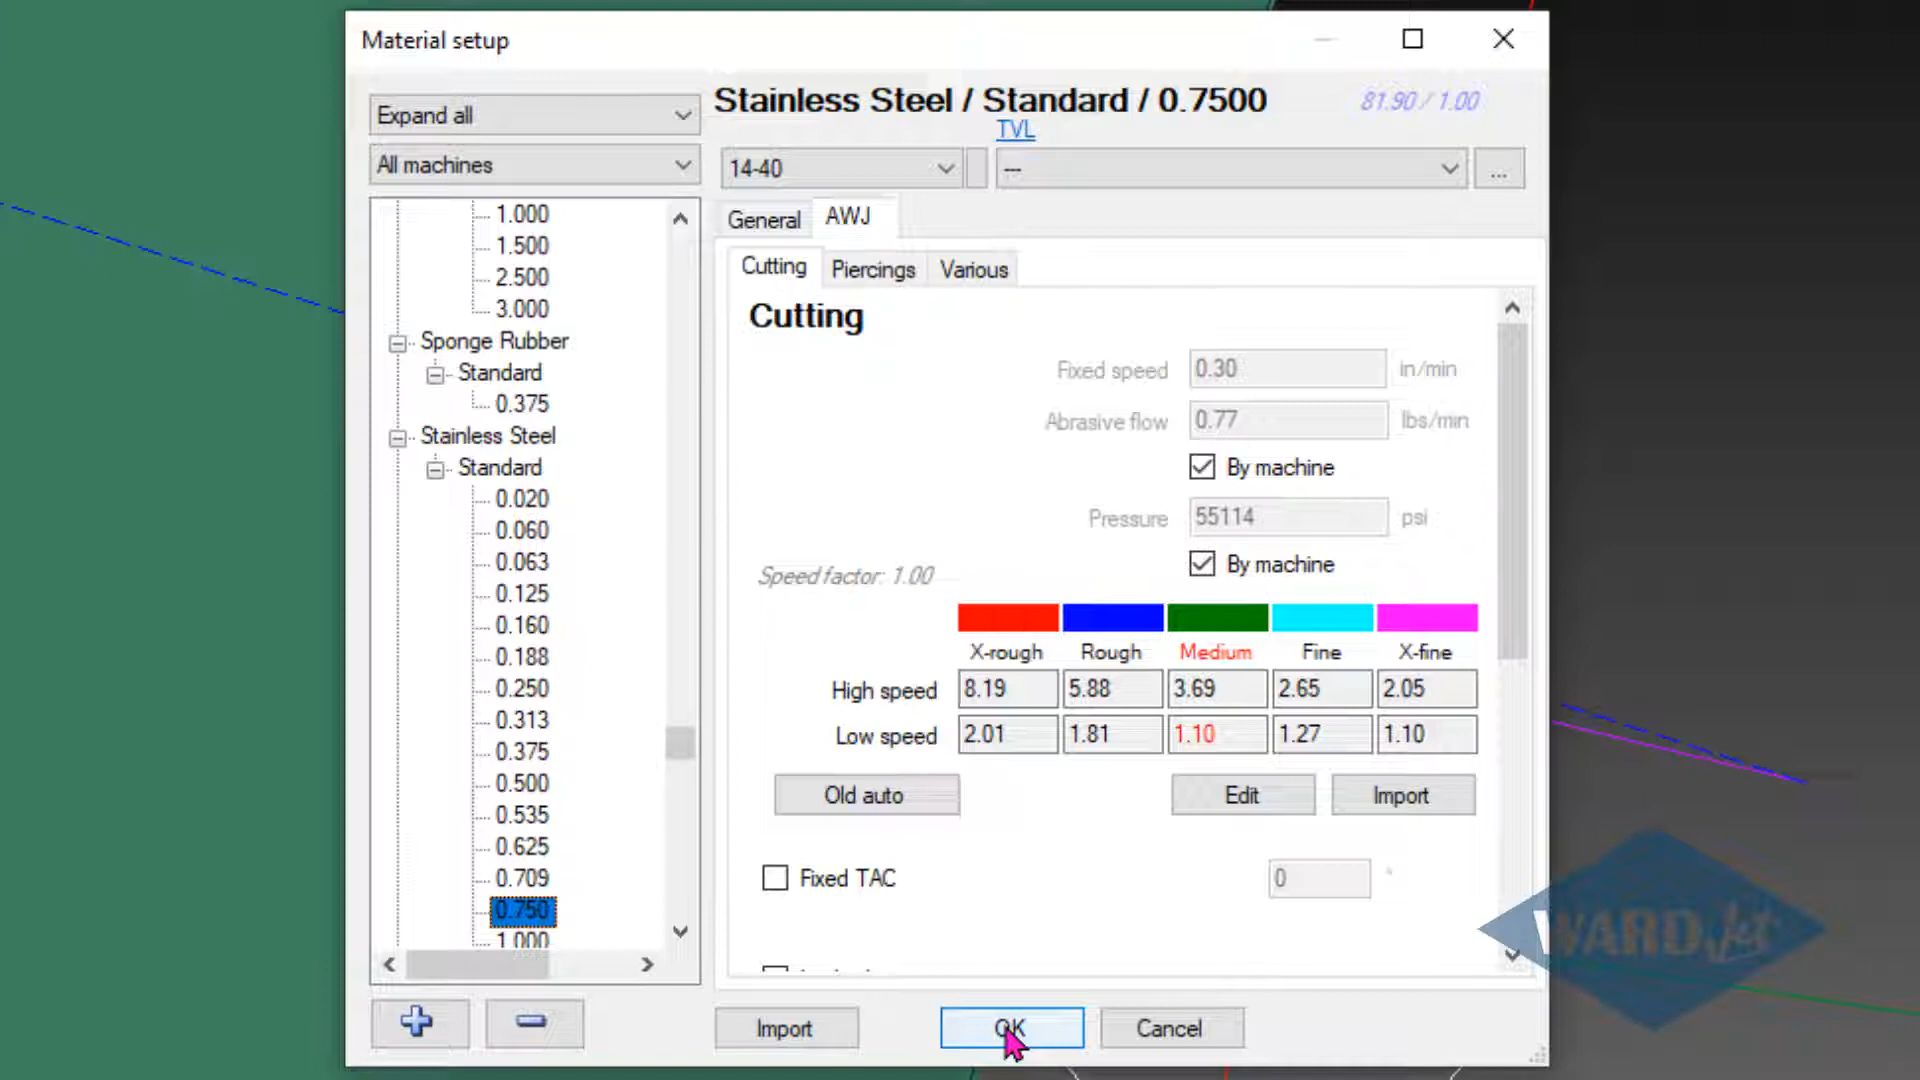 Material setup
Expand all
All machines
1.000
1.500
2.500
3.000
Sponge Rubber
Standard
0.375
Stainless Steel
Standard
0.020
0.060
0.063
0.125
0.160
0.188
0.250
0.313
0.375
0.500
0.535
0.625
0.709
0.750
1.000
Stainless Steel / Standard / 0.7500
81.90 / 1.00
TVL
14-40
---
...
General
AWJ
Cutting
Piercings
Various
Cutting
Fixed speed 0.30 in/min
Abrasive flow 0.77 lbs/min
By machine
Pressure 55114 psi
By machine
Speed factor: 1.00
X-rough Rough Medium Fine X-fine
High speed 8.19 5.88 3.69 2.65 2.05
Low speed 2.01 1.81 1.10 1.27 1.10
Old auto
Edit
Import
Fixed TAC 0 °
Import
OK
Cancel
WARDJet